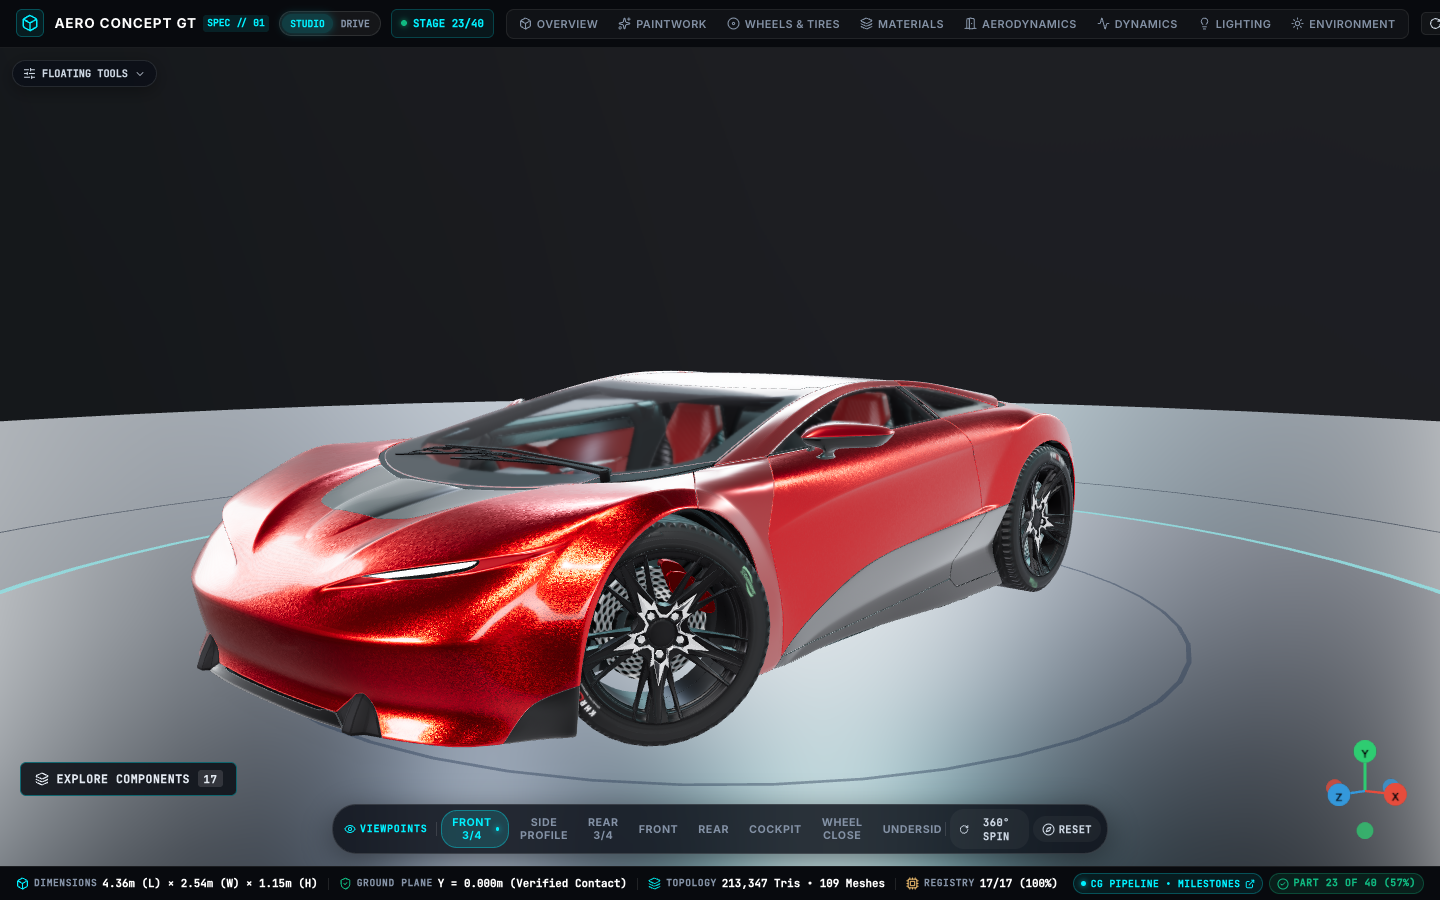 AERO CONCEPT GT
SPEC // 01
STUDIO
DRIVE
STAGE 23/40
OVERVIEW
PAINTWORK
WHEELS & TIRES
MATERIALS
AERODYNAMICS
DYNAMICS
LIGHTING
ENVIRONMENT
FLOATING TOOLS
EXPLORE COMPONENTS 17
VIEWPOINTS
FRONT
3/4
SIDE
PROFILE
REAR
3/4
FRONT
REAR
COCKPIT
WHEEL
CLOSE
UNDERSID
360°
SPIN
RESET
Y
Z
X
DIMENSIONS 4.36m (L) × 2.54m (W) × 1.15m (H)
GROUND PLANE Y = 0.000m (Verified Contact)
TOPOLOGY 213,347 Tris • 109 Meshes
REGISTRY 17/17 (100%)
CG PIPELINE • MILESTONES
PART 23 OF 40 (57%)